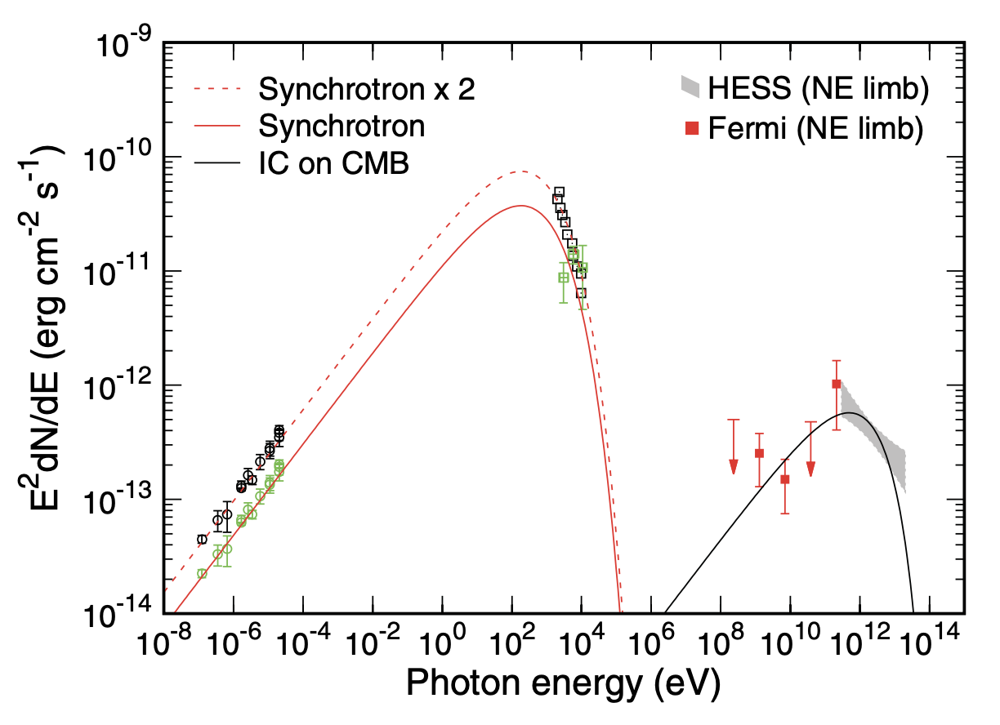 10⁻⁹
10⁻¹⁰
10⁻¹¹
10⁻¹²
10⁻¹³
10⁻¹⁴
E²dN/dE (erg cm⁻² s⁻¹)
Synchrotron x 2
Synchrotron
IC on CMB
HESS (NE limb)
Fermi (NE limb)
10⁻⁸ 10⁻⁶ 10⁻⁴ 10⁻² 10⁰ 10² 10⁴ 10⁶ 10⁸ 10¹⁰ 10¹² 10¹⁴
Photon energy (eV)